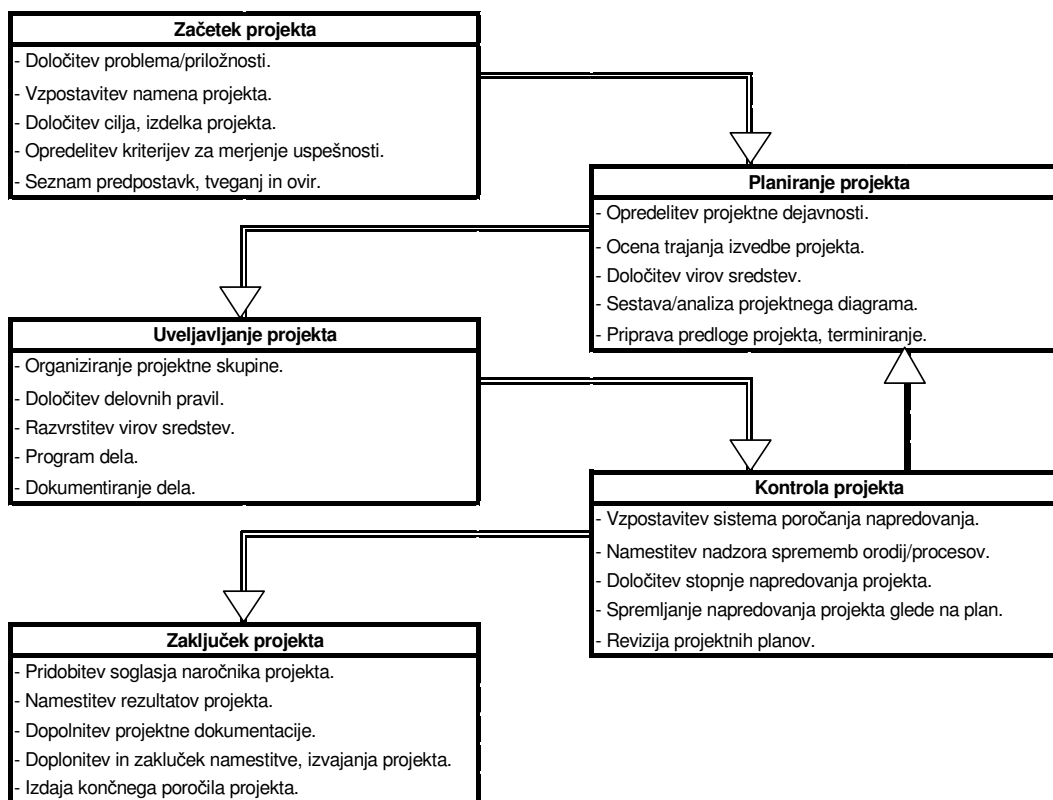 Začetek projekta
- Določitev problema/priložnosti.
- Vzpostavitev namena projekta.
- Določitev cilja, izdelka projekta.
- Opredelitev kriterijev za merjenje uspešnosti.
- Seznam predpostavk, tveganj in ovir.
Planiranje projekta
- Opredelitev projektne dejavnosti.
- Ocena trajanja izvedbe projekta.
- Določitev virov sredstev.
- Sestava/analiza projektnega diagrama.
- Priprava predloge projekta, terminiranje.
Uveljavljanje projekta
- Organiziranje projektne skupine.
- Določitev delovnih pravil.
- Razvrstitev virov sredstev.
- Program dela.
- Dokumentiranje dela.
Kontrola projekta
- Vzpostavitev sistema poročanja napredovanja.
- Namestitev nadzora sprememb orodij/procesov.
- Določitev stopnje napredovanja projekta.
- Spremljanje napredovanja projekta glede na plan.
- Revizija projektnih planov.
Zaključek projekta
- Pridobitev soglasja naročnika projekta.
- Namestitev rezultatov projekta.
- Dopolnitev projektne dokumentacije.
- Doplonitev in zakluček namestitve, izvajanja projekta.
- Izdaja končnega poročila projekta.